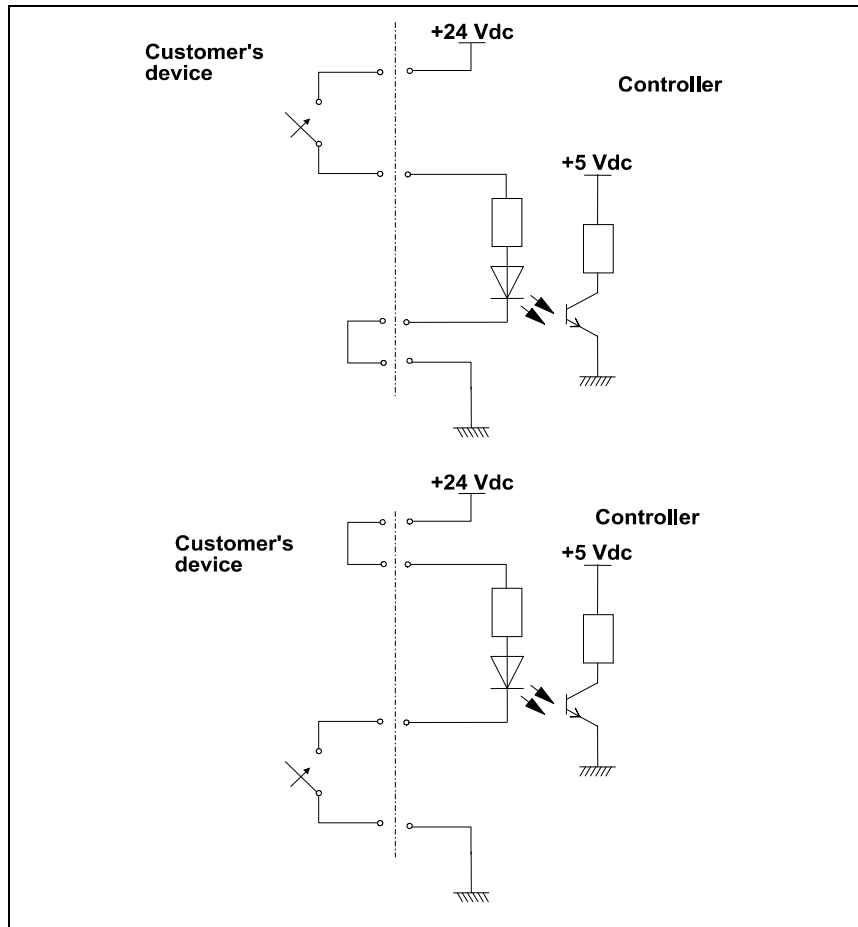 +24 Vdc
Customer's
device
Controller
+5 Vdc
+24 Vdc
Controller
Customer's
device
+5 Vdc